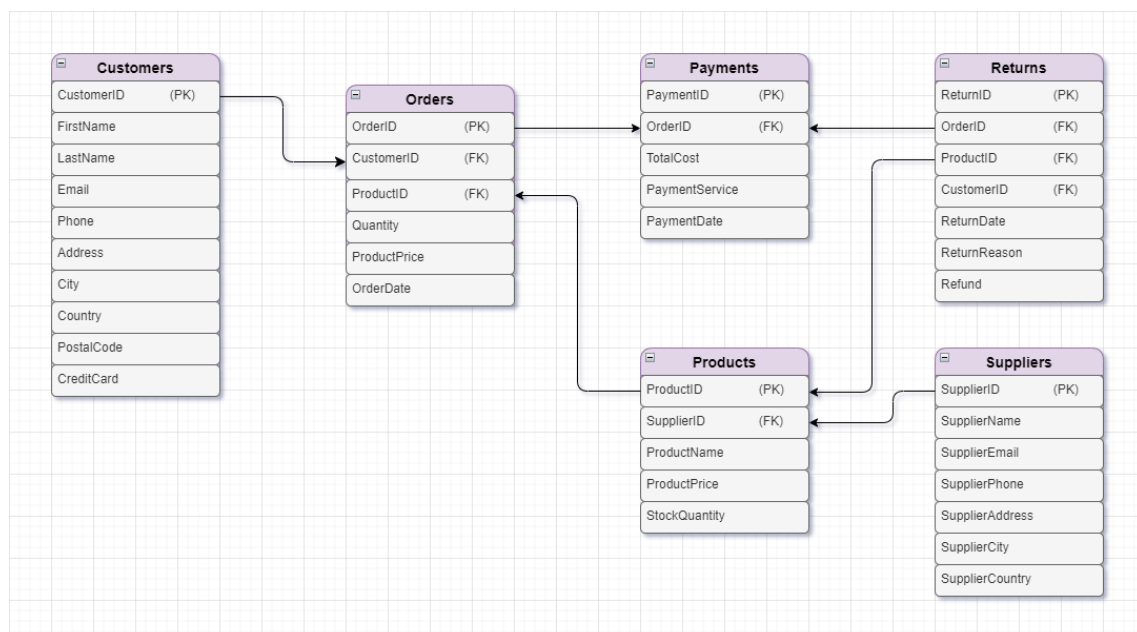 Customers
CustomerID (PK)
FirstName
LastName
Email
Phone
Address
City
Country
PostalCode
CreditCard
Orders
OrderID (PK)
CustomerID (FK)
ProductID (FK)
Quantity
ProductPrice
OrderDate
Payments
PaymentID (PK)
OrderID (FK)
TotalCost
PaymentService
PaymentDate
Returns
ReturnID (PK)
OrderID (FK)
ProductID (FK)
CustomerID (FK)
ReturnDate
ReturnReason
Refund
Products
ProductID (PK)
SupplierID (FK)
ProductName
ProductPrice
StockQuantity
Suppliers
SupplierID (PK)
SupplierName
SupplierEmail
SupplierPhone
SupplierAddress
SupplierCity
SupplierCountry